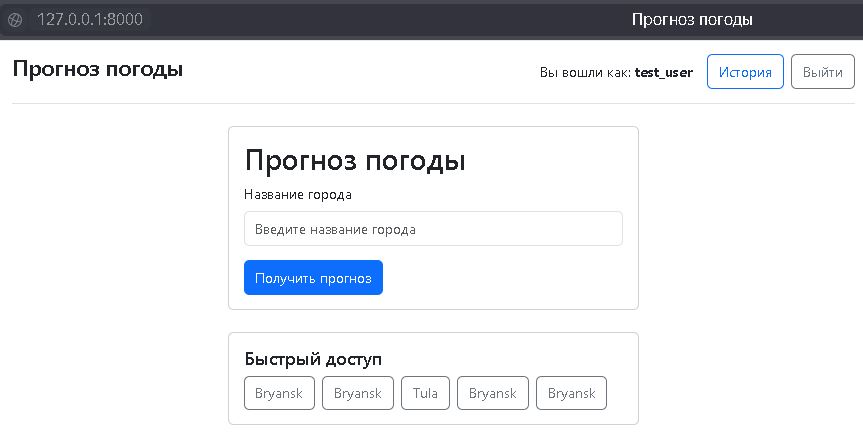 127.0.0.1:8000 Прогноз погоды
Прогноз погоды Вы вошли как: test_user История Выйти
Прогноз погоды
Название города
Введите название города
Получить прогноз
Быстрый доступ
Bryansk Bryansk Tula Bryansk Bryansk